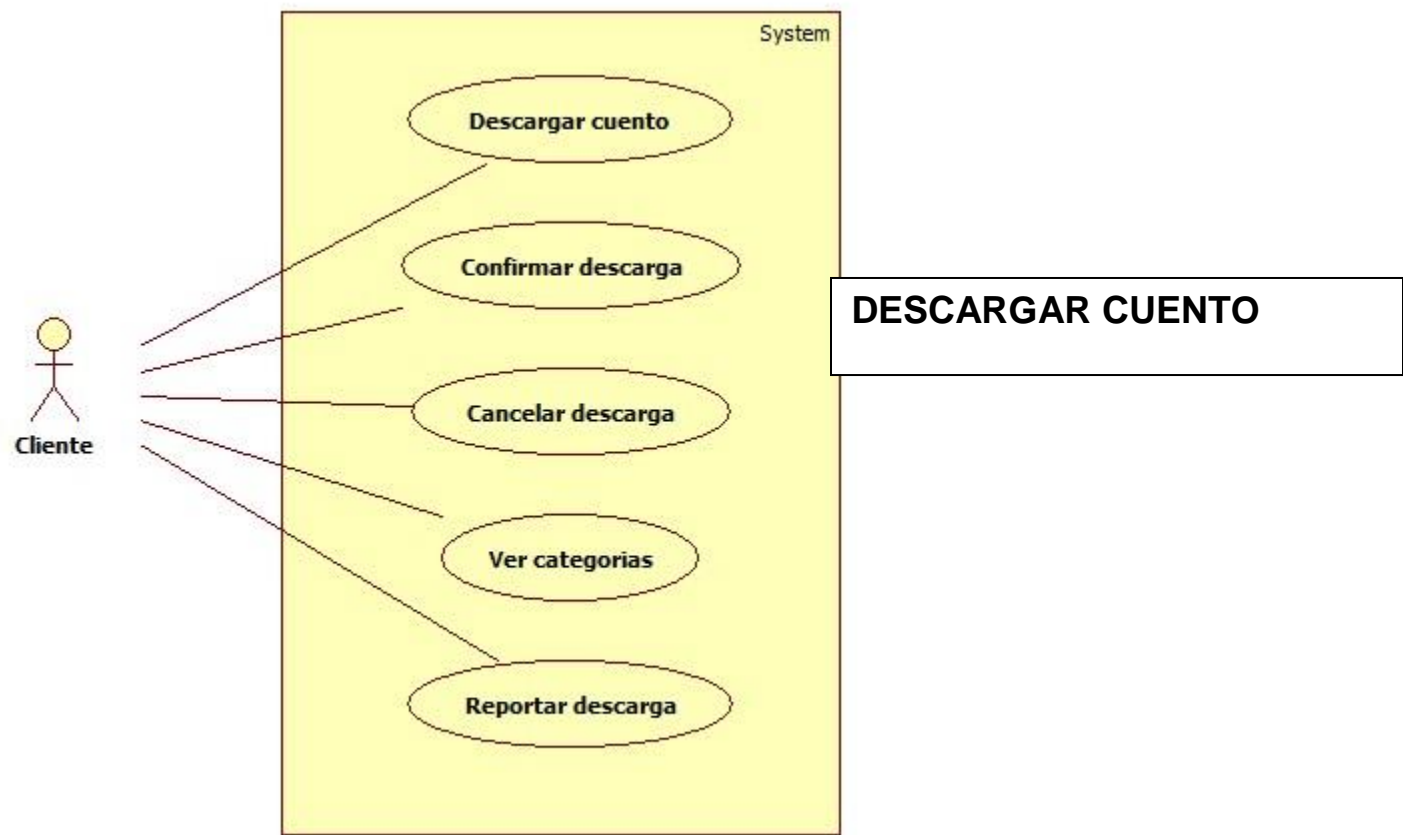 System
Descargar cuento
Confirmar descarga
DESCARGAR CUENTO
Cancelar descarga
Cliente
Ver categorias
Reportar descarga